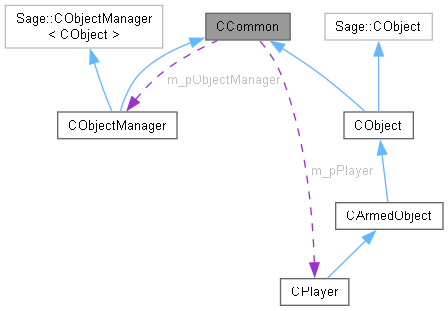 Sage::CObjectManager
< CObject >
CCommon
Sage::CObject
m_pObjectManager
CObjectManager
CObject
m_pPlayer
CArmedObject
CPlayer